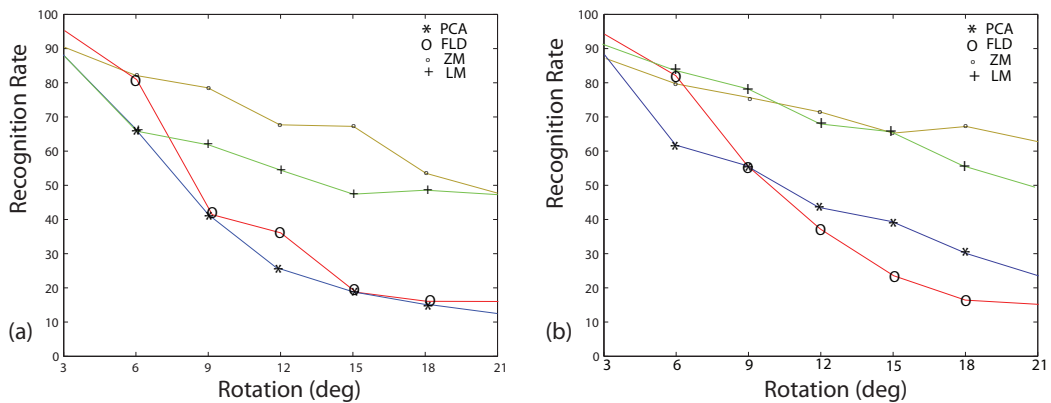 100
90
80
70
60
50
40
30
20
10
0
Recognition Rate
* PCA
O FLD
o ZM
+ LM
(a)
3 6 9 12 15 18 21
Rotation (deg)
100
90
80
70
60
50
40
30
20
10
0
Recognition Rate
* PCA
O FLD
o ZM
+ LM
(b)
3 6 9 12 15 18 21
Rotation (deg)